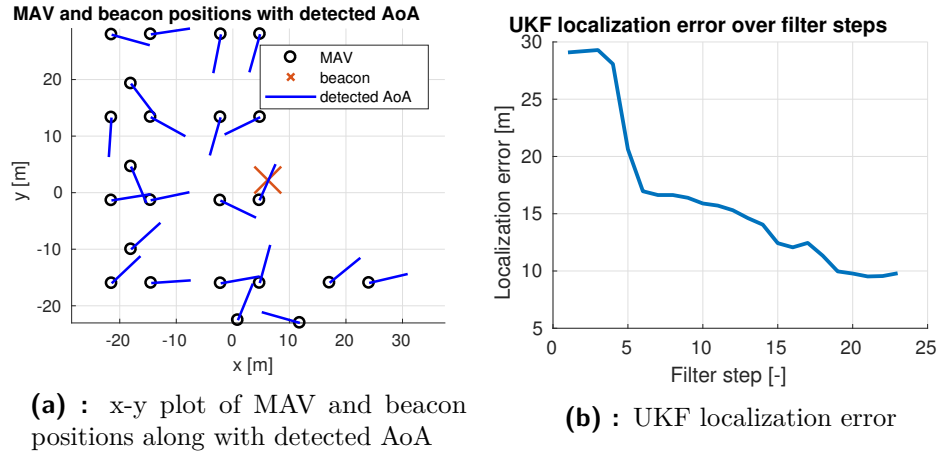 MAV and beacon positions with detected AoA
MAV
beacon
detected AoA
20
10
0
-10
-20
y [m]
-20
-10
0
10
20
30
x [m]
(a) : x-y plot of MAV and beacon
positions along with detected AoA
UKF localization error over filter steps
30
25
20
15
10
5
Localization error [m]
0
5
10
15
20
25
Filter step [-]
(b) : UKF localization error